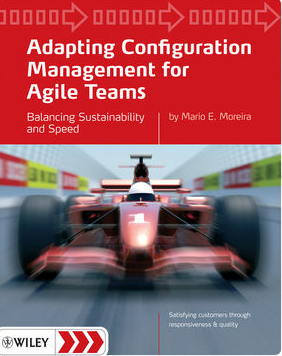 Adapting Configuration
Management for
Agile Teams
Balancing Sustainability
and Speed
by Mario E. Moreira
1
Satisfying customers through
responsiveness & quality
WILEY